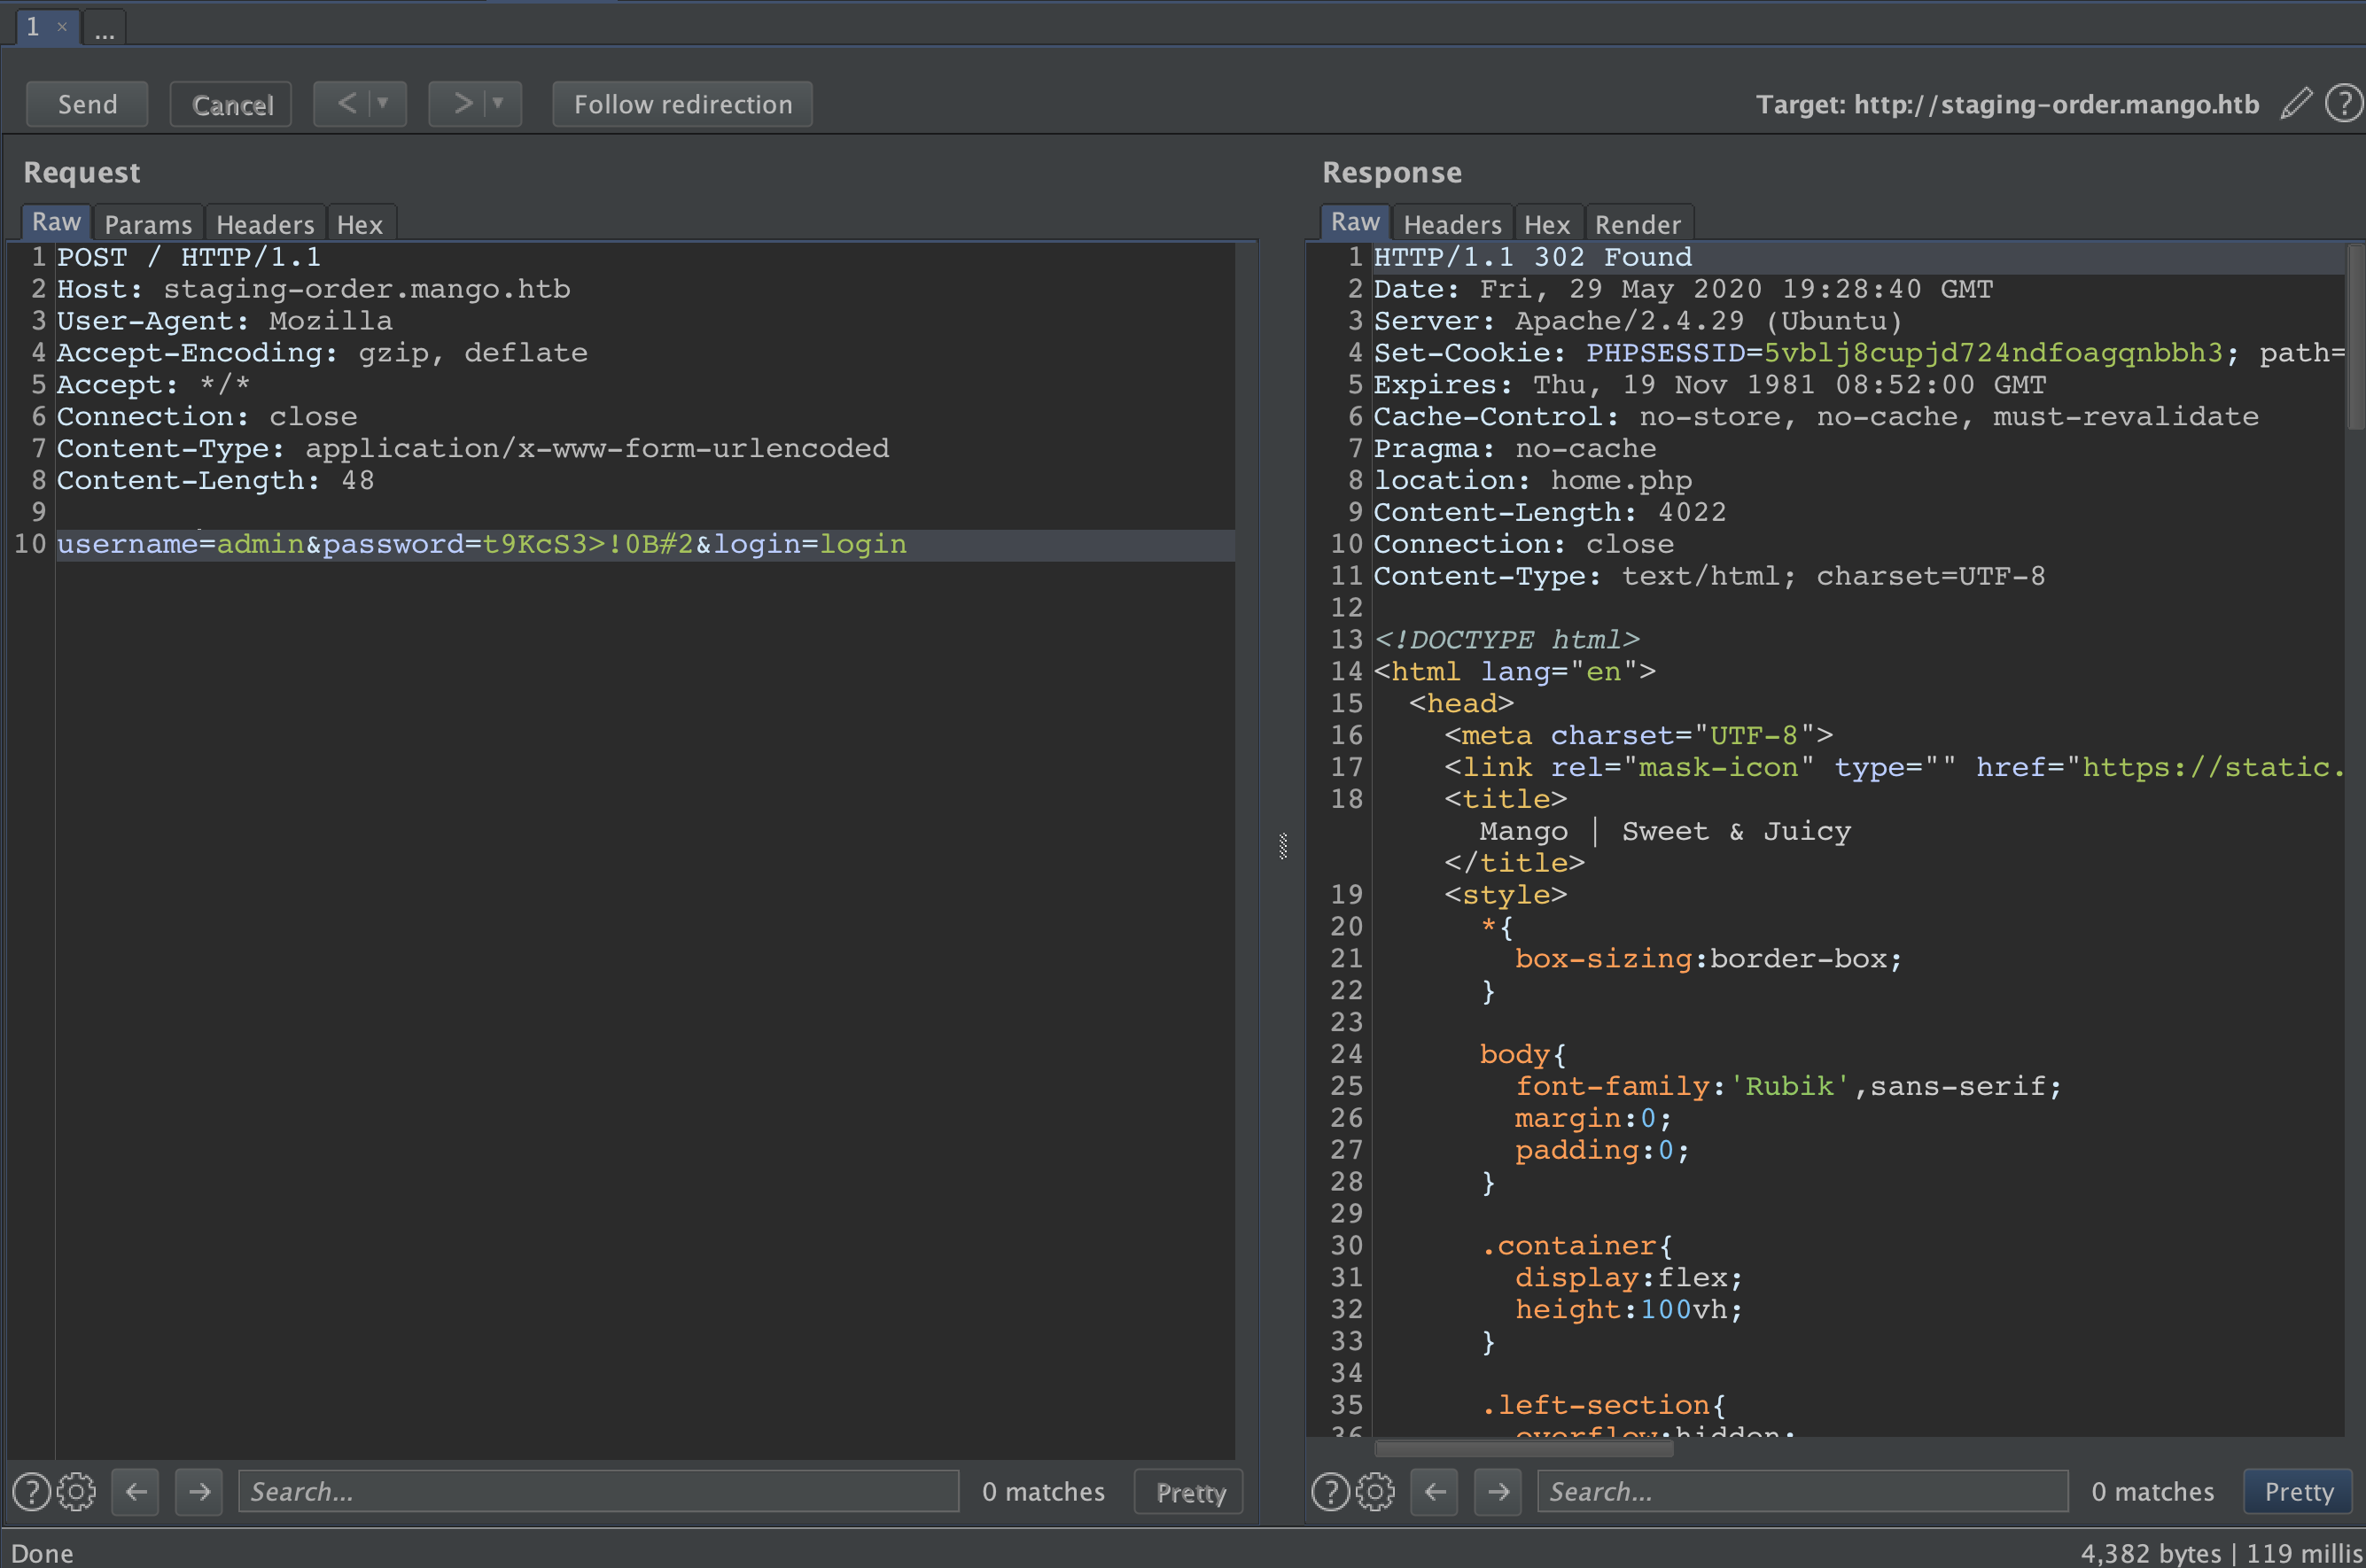 1 × ...
Send Cancel < > Follow redirection Target: http://staging-order.mango.htb
Request
Raw Params Headers Hex
1 POST / HTTP/1.1
2 Host: staging-order.mango.htb
3 User-Agent: Mozilla
4 Accept-Encoding: gzip, deflate
5 Accept: */*
6 Connection: close
7 Content-Type: application/x-www-form-urlencoded
8 Content-Length: 48
9
10 username=admin&password=t9KcS3>!0B#2&login=login
? Search... 0 matches Pretty
Response
Raw Headers Hex Render
1 HTTP/1.1 302 Found
2 Date: Fri, 29 May 2020 19:28:40 GMT
3 Server: Apache/2.4.29 (Ubuntu)
4 Set-Cookie: PHPSESSID=5vblj8cupjd724ndfoagqnbbh3; path=
5 Expires: Thu, 19 Nov 1981 08:52:00 GMT
6 Cache-Control: no-store, no-cache, must-revalidate
7 Pragma: no-cache
8 location: home.php
9 Content-Length: 4022
10 Connection: close
11 Content-Type: text/html; charset=UTF-8
12
13 <!DOCTYPE html>
14 <html lang="en">
15 <head>
16 <meta charset="UTF-8">
17 <link rel="mask-icon" type="" href="https://static.
18 <title>
Mango | Sweet & Juicy
</title>
19 <style>
20 *{
21 box-sizing:border-box;
22 }
23
24 body{
25 font-family:'Rubik',sans-serif;
26 margin:0;
27 padding:0;
28 }
29
30 .container{
31 display:flex;
32 height:100vh;
33 }
34
35 .left-section{
36 overflow:hidden;
? Search... 0 matches Pretty
Done 4,382 bytes | 119 millis